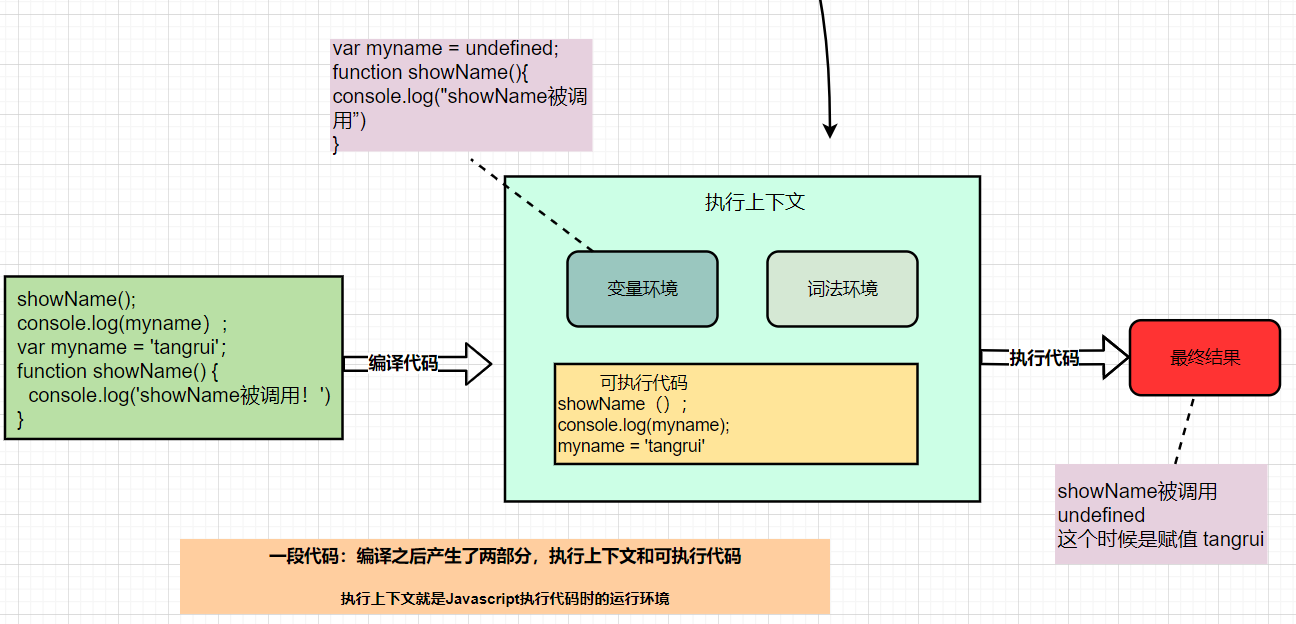 var myname = undefined;
function showName(){
console.log("showName被调
用”)
}
执行上下文
变量环境
词法环境
showName();
console.log(myname）;
var myname = 'tangrui';
function showName() {
console.log('showName被调用！')
}
编译代码
可执行代码
showName（）;
console.log(myname);
myname = 'tangrui'
执行代码
最终结果
showName被调用
undefined
这个时候是赋值 tangrui
一段代码：编译之后产生了两部分，执行上下文和可执行代码
执行上下文就是Javascript执行代码时的运行环境